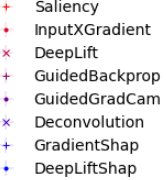 Saliency
InputXGradient
DeepLift
GuidedBackprop
GuidedGradCam
Deconvolution
GradientShap
DeepLiftShap